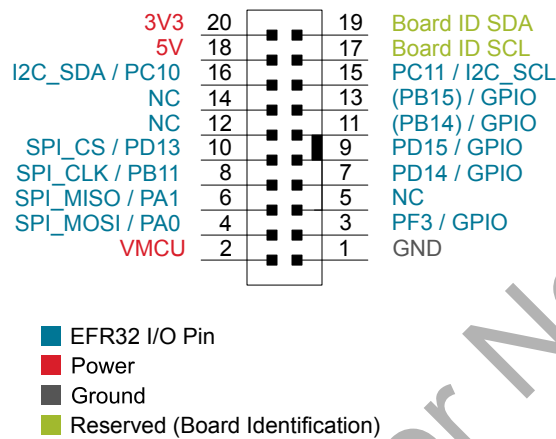 3V3 20 19 Board ID SDA
5V 18 17 Board ID SCL
I2C_SDA / PC10 16 15 PC11 / I2C_SCL
NC 14 13 (PB15) / GPIO
NC 12 11 (PB14) / GPIO
SPI_CS / PD13 10 9 PD15 / GPIO
SPI_CLK / PB11 8 7 PD14 / GPIO
SPI_MISO / PA1 6 5 NC
SPI_MOSI / PA0 4 3 PF3 / GPIO
VMCU 2 1 GND
EFR32 I/O Pin
Power
Ground
Reserved (Board Identification)